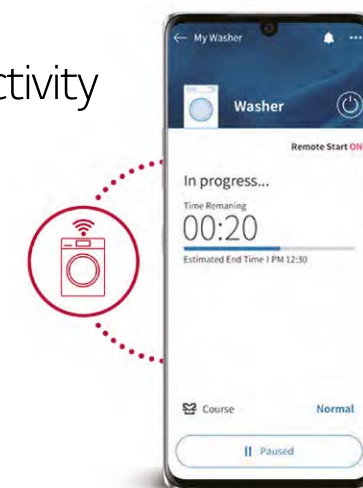 ctivity
My Washer
Washer
Remote Start ON
In progress...
Time Remaning
00:20
Estimated End Time I PM 12:30
Course
Normal
Paused